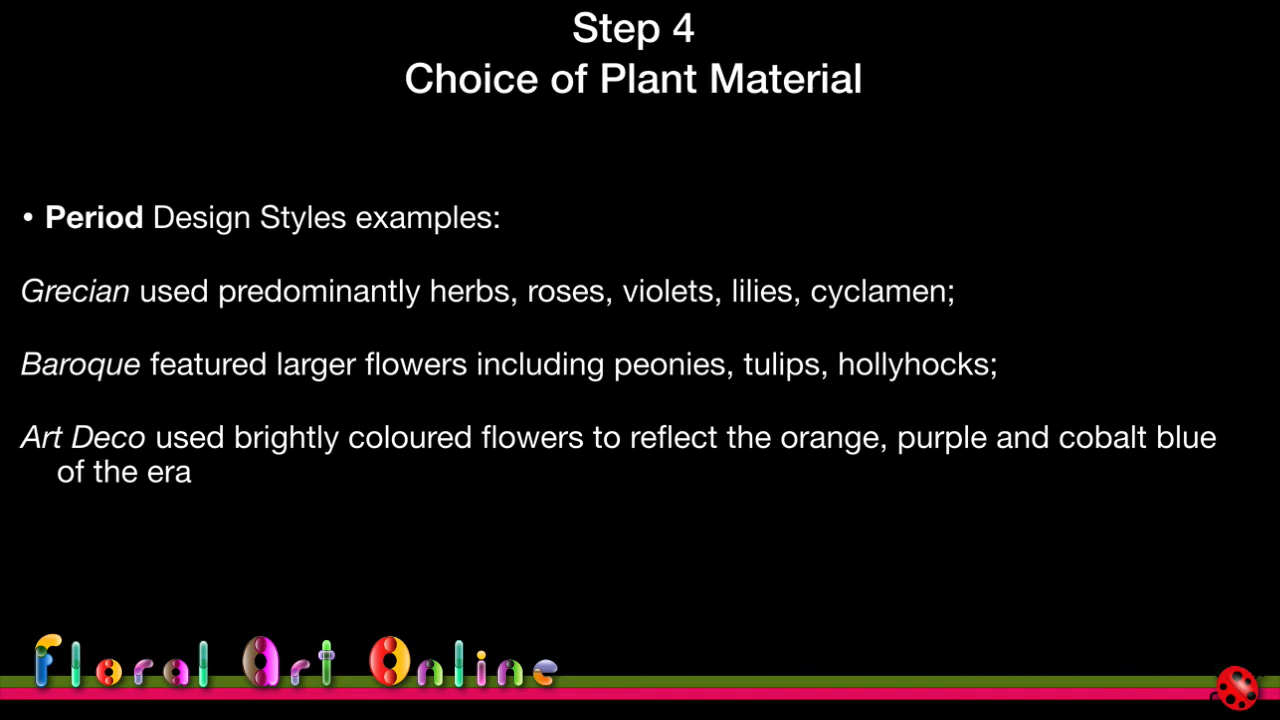 Step 4
Choice of Plant Material
• Period Design Styles examples:
Grecian used predominantly herbs, roses, violets, lilies, cyclamen;
Baroque featured larger flowers including peonies, tulips, hollyhocks;
Art Deco used brightly coloured flowers to reflect the orange, purple and cobalt blue
of the era
Floral Art Online